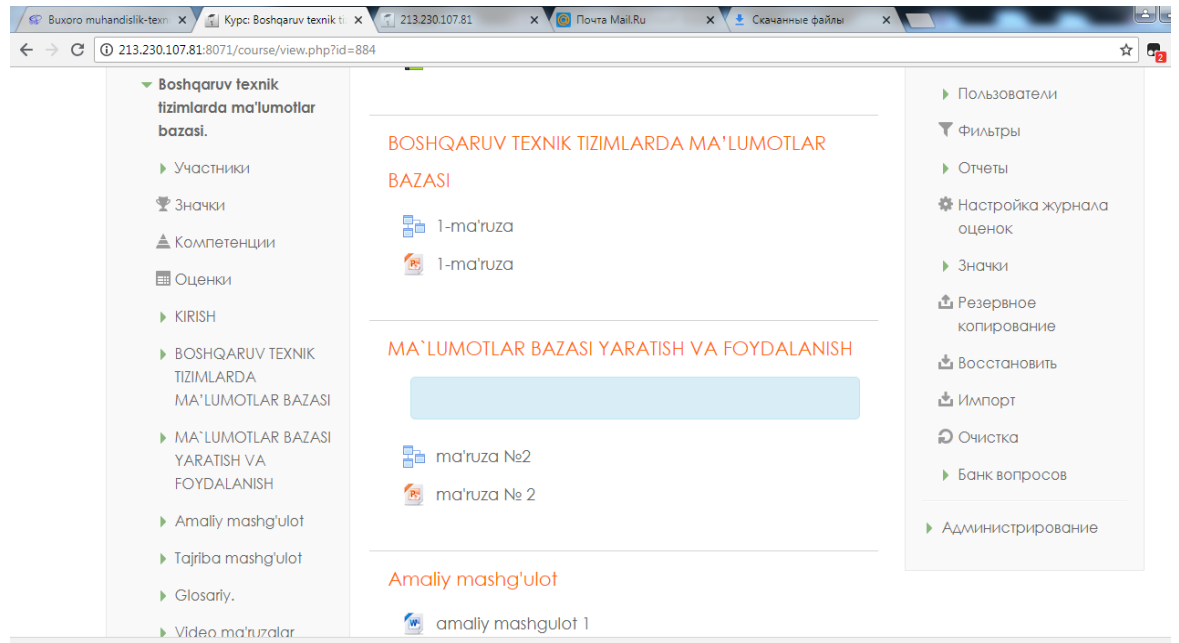 Buxoro muhandislik-texn
Курс: Boshqaruv texnik ti
213.230.107.81
Почта Mail.Ru
Скачанные файлы
213.230.107.81:8071/course/view.php?id=884
2
Boshqaruv texnik
tizimlarda ma'lumotlar
bazasi.
Участники
Значки
Компетенции
Оценки
KIRISH
BOSHQARUV TEXNIK
TIZIMLARDA
MA'LUMOTLAR BAZASI
MA`LUMOTLAR BAZASI
YARATISH VA
FOYDALANISH
Amaliy mashg'ulot
Tajriba mashg'ulot
Glosariy.
Video ma'ruzalar
BOSHQARUV TEXNIK TIZIMLARDA MA'LUMOTLAR
BAZASI
1-ma'ruza
1-ma'ruza
MA`LUMOTLAR BAZASI YARATISH VA FOYDALANISH
ma'ruza №2
ma'ruza № 2
Amaliy mashg'ulot
amaliy mashgulot 1
Пользователи
Фильтры
Отчеты
Настройка журнала
оценок
Значки
Резервное
копирование
Восстановить
Импорт
Очистка
Банк вопросов
Администрирование